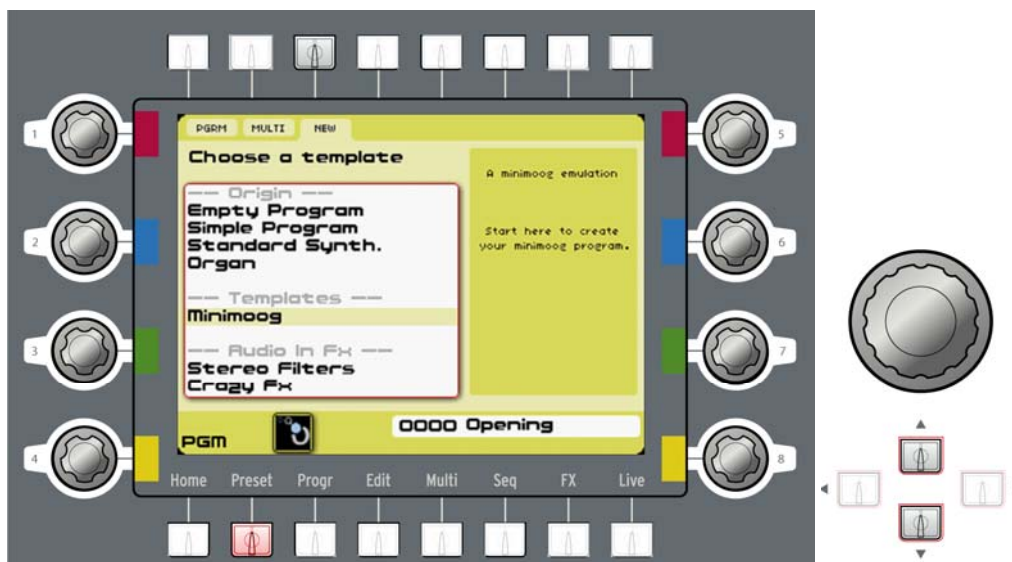 PGRM MULTI NEW
Choose a template
—— Origin ——
Empty Program
Simple Program
Standard Synth.
Organ
—— Templates ——
Minimoog
—— Audio In Fx ——
Stereo Filters
Crazy Fx
A minimoog emulation
Start here to create
your minimoog program.
PGM
0000 Opening
Home Preset Progr Edit Multi Seq FX Live
1
2
3
4
5
6
7
8